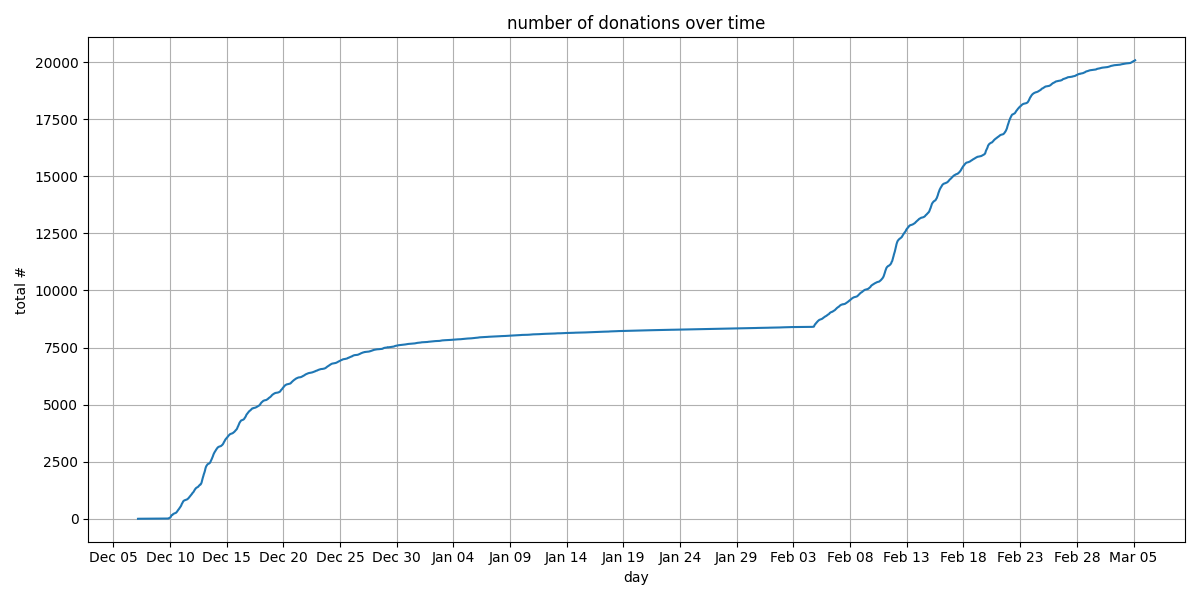 number of donations over time
total #
20000
17500
15000
12500
10000
7500
5000
2500
0
Dec 05 Dec 10 Dec 15 Dec 20 Dec 25 Dec 30 Jan 04 Jan 09 Jan 14 Jan 19 Jan 24 Jan 29 Feb 03 Feb 08 Feb 13 Feb 18 Feb 23 Feb 28 Mar 05
day